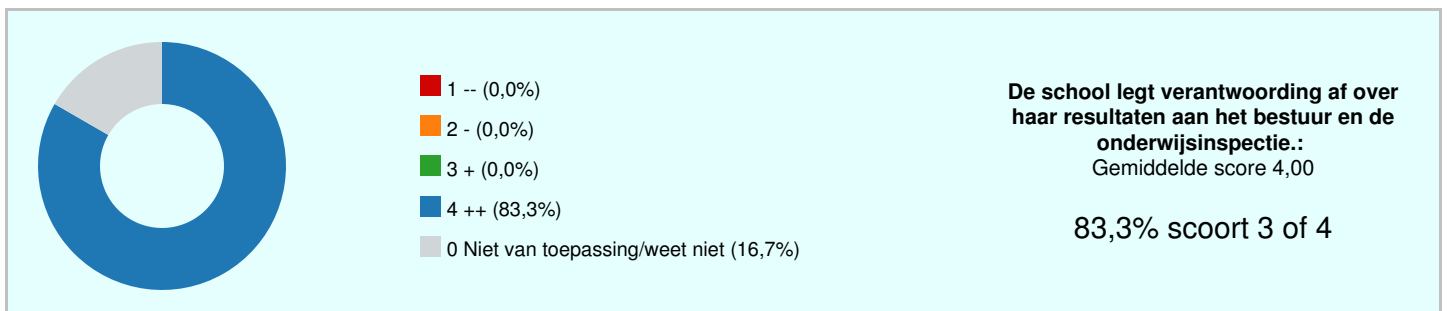 1 -- (0,0%)
2 - (0,0%)
3 + (0,0%)
4 ++ (83,3%)
0 Niet van toepassing/weet niet (16,7%)
De school legt verantwoording af over
haar resultaten aan het bestuur en de
onderwijsinspectie.:
Gemiddelde score 4,00
83,3% scoort 3 of 4